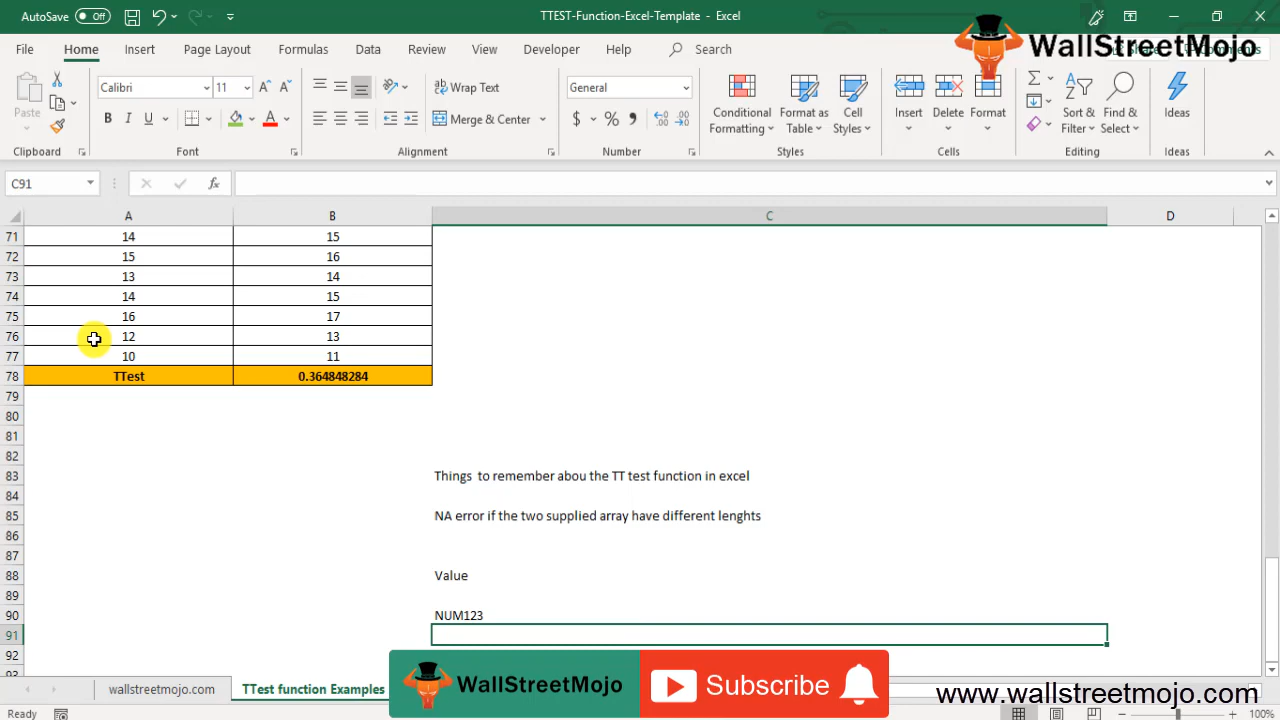 AutoSave Off TTEST-Function-Excel-Template - Excel
File Home Insert Page Layout Formulas Data Review View Developer Help Search
WallStreetMojo
Paste
Calibri 11
B I U
Wrap Text
Merge & Center
General
$ % 9
Conditional Formatting
Format as Table
Cell Styles
Insert Delete Format
Sort & Filter
Find & Select
Ideas
Clipboard Font Alignment Number Styles Cells Editing Ideas
C91 fx
A B C D
71 14 15
72 15 16
73 13 14
74 14 15
75 16 17
76 12 13
77 10 11
78 TTest 0.364848284
79
80
81
82
83 Things to remember abou the TT test function in excel
84
85 NA error if the two supplied array have different lenghts
86
87
88 Value
89
90 NUM123
91
92
93
wallstreetmojo.com TTest function Examples
WallStreetMojo Subscribe
www.wallstreetmojo.com
Ready 100%